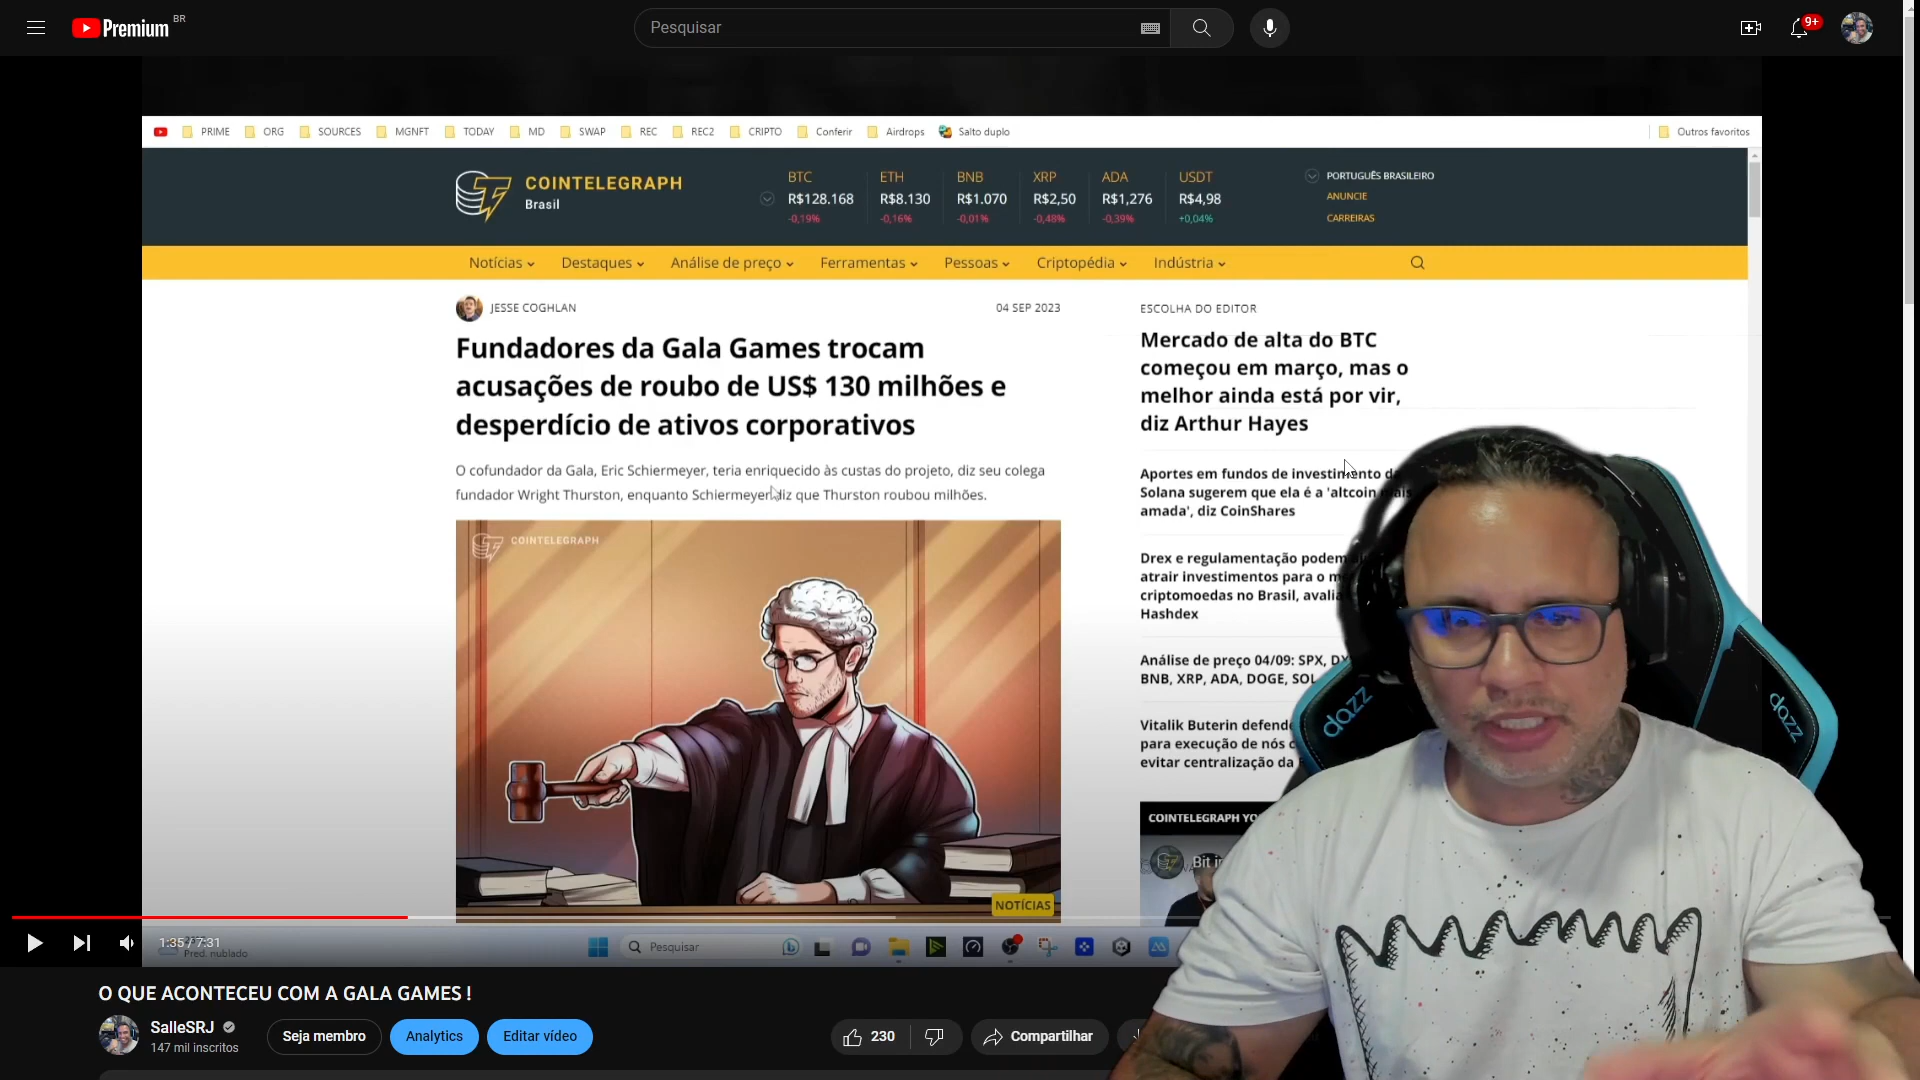 Premium BR
Pesquisar
9+
PRIME ORG SOURCES MGNFT TODAY MD SWAP REC REC2 CRIPTO Conferir Airdrops Salto duplo Outros favoritos
COINTELEGRAPH
Brasil
BTC ETH BNB XRP ADA USDT
R$128.168 R$8.130 R$1.070 R$2,50 R$1,276 R$4,98
-0,19% -0,16% -0,01% -0,48% -0,39% +0,04%
PORTUGUÊS BRASILEIRO
ANUNCIE
CARREIRAS
Notícias Destaques Análise de preço Ferramentas Pessoas Criptopédia Indústria
JESSE COGHLAN 04 SEP 2023
Fundadores da Gala Games trocam
acusações de roubo de US$ 130 milhões e
desperdício de ativos corporativos
O cofundador da Gala, Eric Schiermeyer, teria enriquecido às custas do projeto, diz seu colega
fundador Wright Thurston, enquanto Schiermeyer diz que Thurston roubou milhões.
COINTELEGRAPH
NOTÍCIAS
ESCOLHA DO EDITOR
Mercado de alta do BTC
começou em março, mas o
melhor ainda está por vir,
diz Arthur Hayes
Aportes em fundos de investimento da
Solana sugerem que ela é a 'altcoin mais
amada', diz CoinShares
Drex e regulamentação podem
atrair investimentos para o
criptomoedas no Brasil, avalia
Hashdex
Análise de preço 04/09: SPX,
BNB, XRP, ADA, DOGE, SOL
Vitalik Buterin defende
para execução de nós
evitar centralização da
COINTELEGRAPH
Bit
dazz
dazz
1:35 / 7:31
Pred. nublado
Pesquisar
O QUE ACONTECEU COM A GALA GAMES !
SalleSRJ
147 mil inscritos
Seja membro
Analytics
Editar vídeo
230
Compartilhar